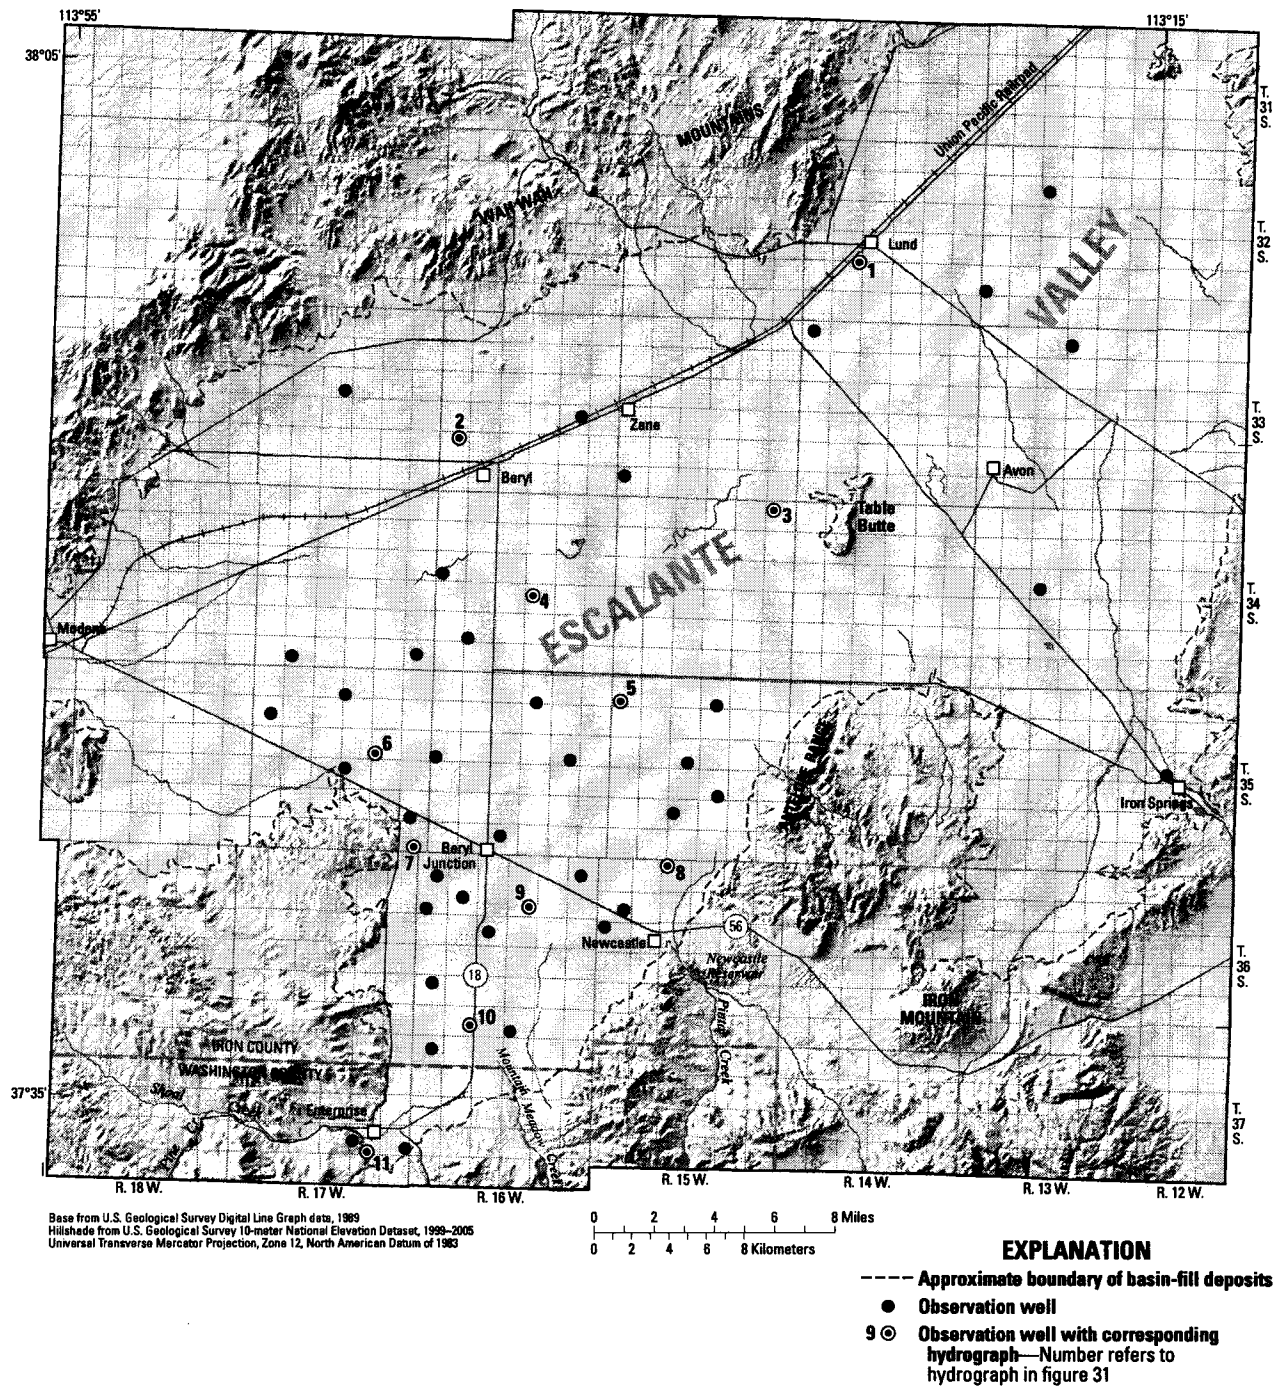 113°55'
113°15'
38°05'
T.
31
S.
Union Pacific Railroad
MOUNTAINS
WAH WAH
T.
32
S.
Lund
1
VALLEY
T.
33
S.
2
Zane
Beryl
Avon
3
Table
Butte
ESCALANTE
4
T.
34
S.
Modena
5
6
T.
35
S.
Iron Springs
RANGE
7
Beryl
Junction
8
9
56
Newcastle
Newcastle
Reservoir
T.
36
S.
18
IRON
MOUNTAIN
10
Pinto
Creek
IRON COUNTY
WASHINGTON COUNTY
37°35'
Shoal
Creek
Enterprise
Mountain Meadow
Creek
Pine Cr
T.
37
S.
11
R. 18 W.
R. 17 W.
R. 16 W.
R. 15 W.
R. 14 W.
R. 13 W.
R. 12 W.
Base from U.S. Geological Survey Digital Line Graph data, 1989
Hillshade from U.S. Geological Survey 10-meter National Elevation Dataset, 1999–2005
Universal Transverse Mercator Projection, Zone 12, North American Datum of 1983
0 2 4 6 8 Miles
0 2 4 6 8 Kilometers
EXPLANATION
Approximate boundary of basin-fill deposits
Observation well
9 Observation well with corresponding
hydrograph—Number refers to
hydrograph in figure 31